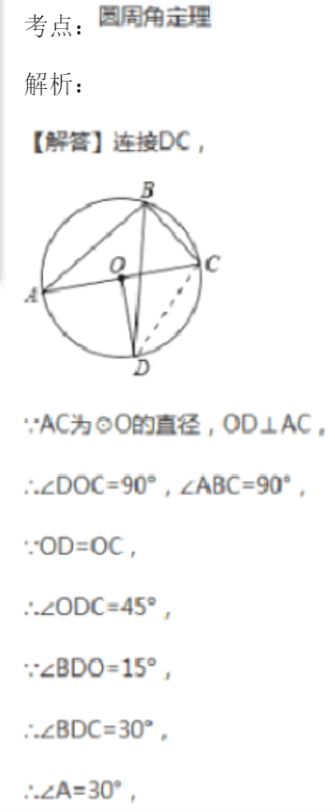 考点：圆周角定理
解析：
【解答】连接DC，
B
O
C
A
D
∵AC为⊙O的直径，OD⊥AC，
∴∠DOC=90°，∠ABC=90°，
∵OD=OC，
∴∠ODC=45°，
∵∠BDO=15°，
∴∠BDC=30°，
∴∠A=30°，